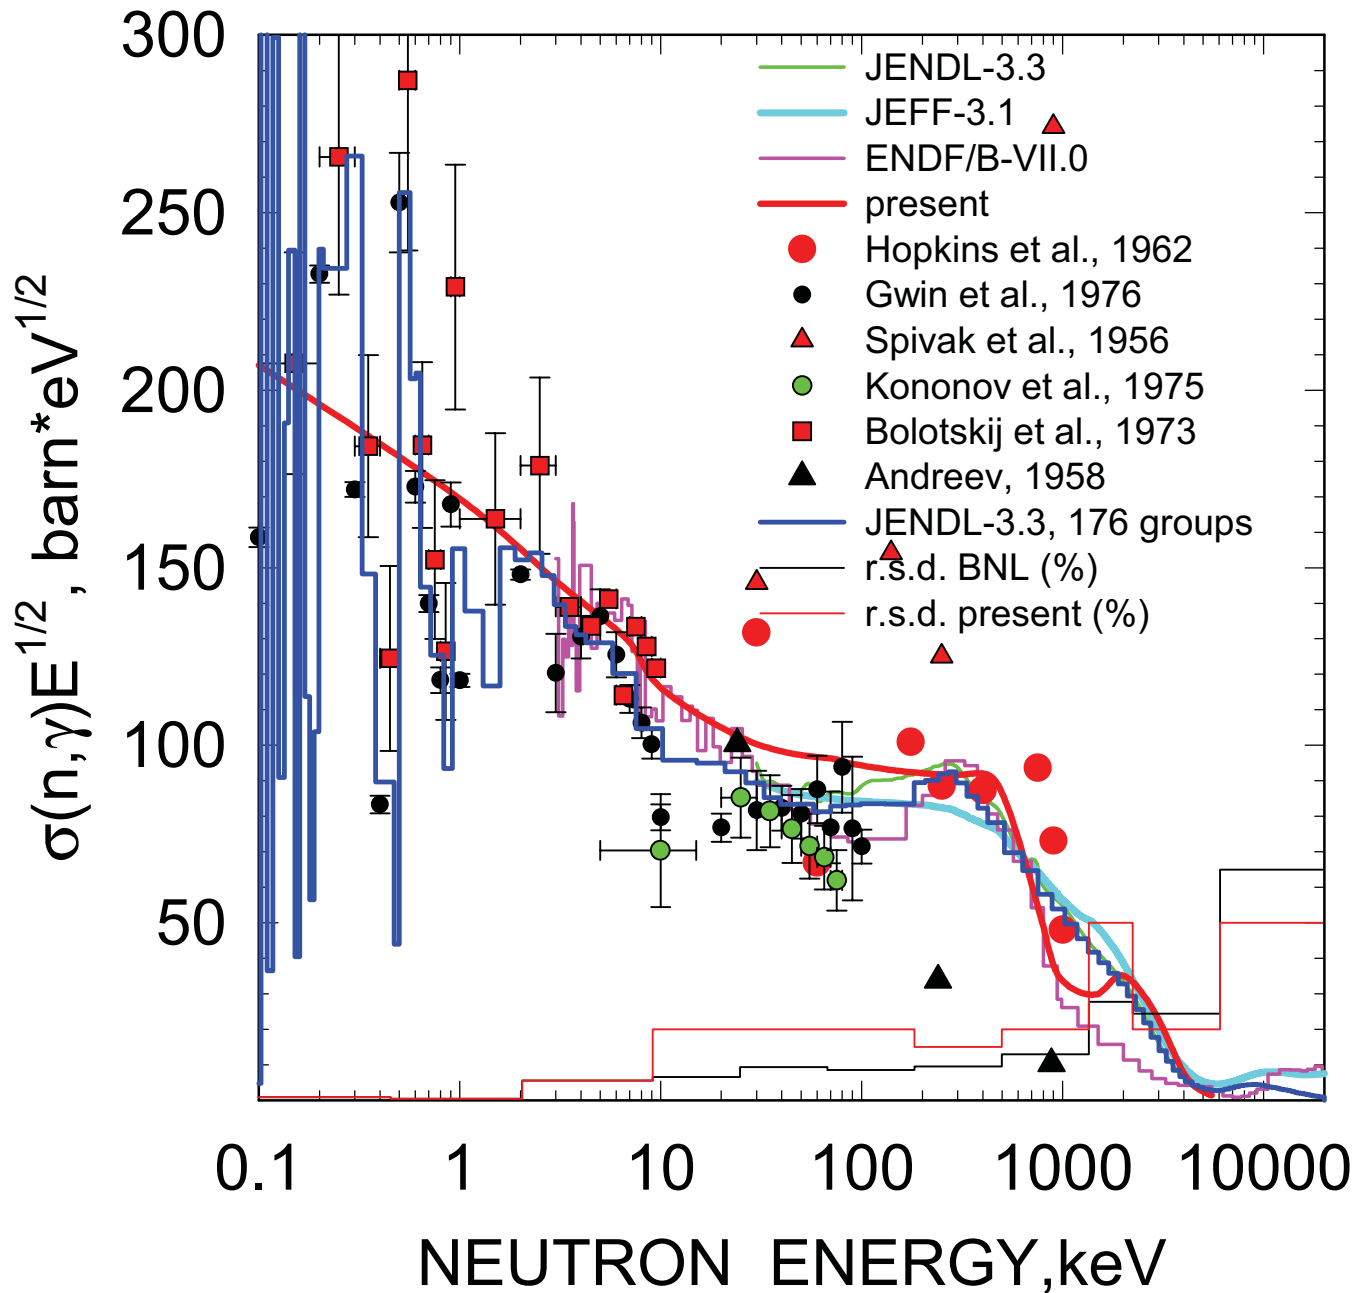 300
250
200
150
100
50
σ(n,γ)E1/2 , barn*eV1/2
JENDL-3.3
JEFF-3.1
ENDF/B-VII.0
present
Hopkins et al., 1962
Gwin et al., 1976
Spivak et al., 1956
Kononov et al., 1975
Bolotskij et al., 1973
Andreev, 1958
JENDL-3.3, 176 groups
r.s.d. BNL (%)
r.s.d. present (%)
0.1 1 10 100 1000 10000
NEUTRON ENERGY,keV